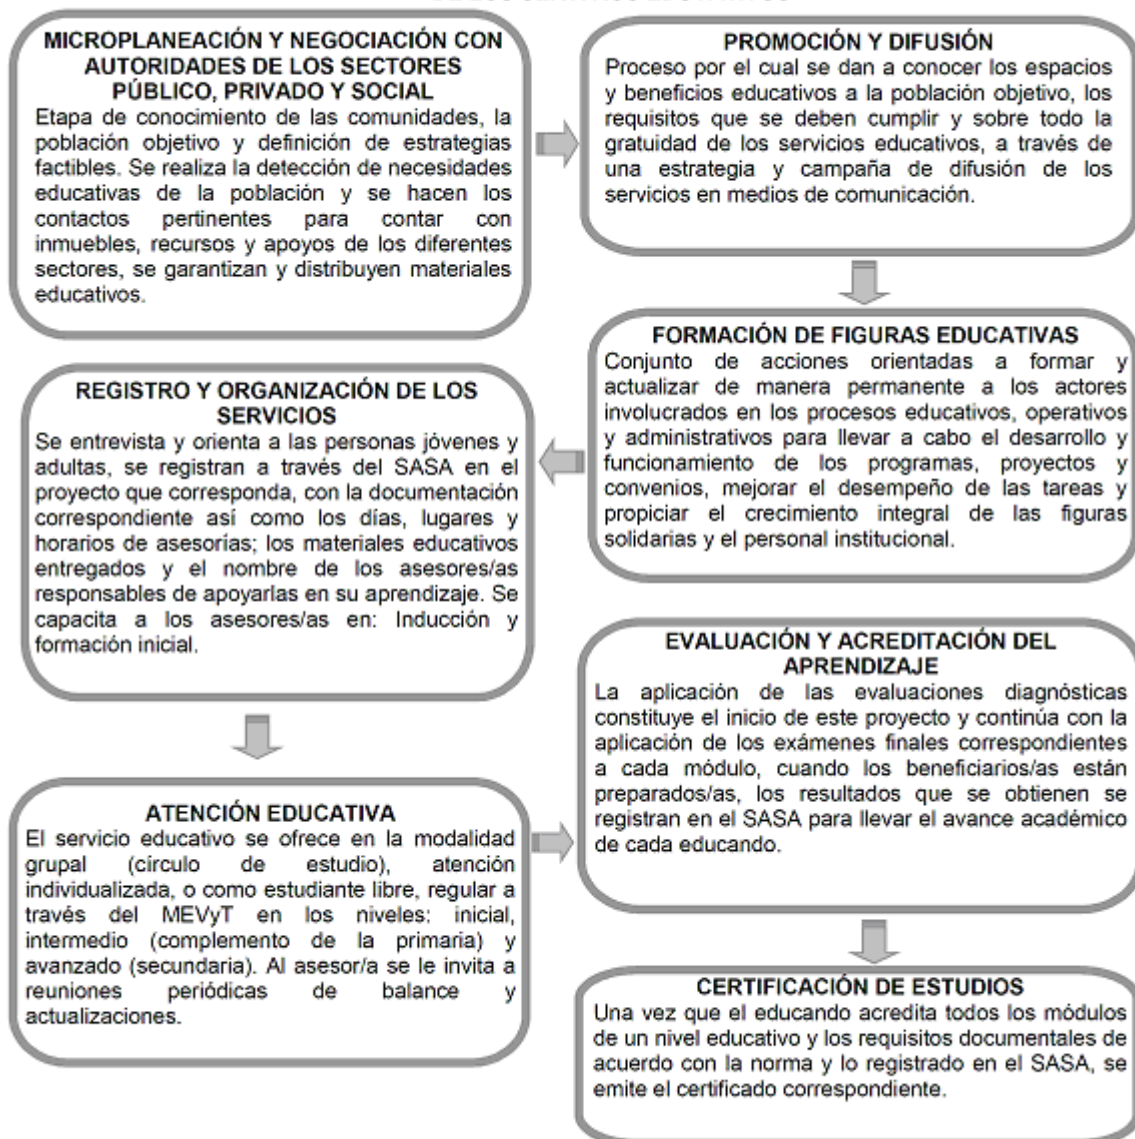 MICROPLANEACIÓN Y NEGOCIACIÓN CON
AUTORIDADES DE LOS SECTORES
PÚBLICO, PRIVADO Y SOCIAL
Etapa de conocimiento de las comunidades, la
población objetivo y definición de estrategias
factibles. Se realiza la detección de necesidades
educativas de la población y se hacen los
contactos pertinentes para contar con
inmuebles, recursos y apoyos de los diferentes
sectores, se garantizan y distribuyen materiales
educativos.
PROMOCIÓN Y DIFUSIÓN
Proceso por el cual se dan a conocer los espacios
y beneficios educativos a la población objetivo, los
requisitos que se deben cumplir y sobre todo la
gratuidad de los servicios educativos, a través de
una estrategia y campaña de difusión de los
servicios en medios de comunicación.
FORMACIÓN DE FIGURAS EDUCATIVAS
Conjunto de acciones orientadas a formar y
actualizar de manera permanente a los actores
involucrados en los procesos educativos, operativos
y administrativos para llevar a cabo el desarrollo y
funcionamiento de los programas, proyectos y
convenios, mejorar el desempeño de las tareas y
propiciar el crecimiento integral de las figuras
solidarias y el personal institucional.
REGISTRO Y ORGANIZACIÓN DE LOS
SERVICIOS
Se entrevista y orienta a las personas jóvenes y
adultas, se registran a través del SASA en el
proyecto que corresponda, con la documentación
correspondiente así como los días, lugares y
horarios de asesorías; los materiales educativos
entregados y el nombre de los asesores/as
responsables de apoyarlas en su aprendizaje. Se
capacita a los asesores/as en: Inducción y
formación inicial.
ATENCIÓN EDUCATIVA
El servicio educativo se ofrece en la modalidad
grupal (círculo de estudio), atención
individualizada, o como estudiante libre, regular a
través del MEVyT en los niveles: inicial,
intermedio (complemento de la primaria) y
avanzado (secundaria). Al asesor/a se le invita a
reuniones periódicas de balance y
actualizaciones.
EVALUACIÓN Y ACREDITACIÓN DEL
APRENDIZAJE
La aplicación de las evaluaciones diagnósticas
constituye el inicio de este proyecto y continúa con la
aplicación de los exámenes finales correspondientes
a cada módulo, cuando los beneficiarios/as están
preparados/as, los resultados que se obtienen se
registran en el SASA para llevar el avance académico
de cada educando.
CERTIFICACIÓN DE ESTUDIOS
Una vez que el educando acredita todos los módulos
de un nivel educativo y los requisitos documentales de
acuerdo con la norma y lo registrado en el SASA, se
emite el certificado correspondiente.